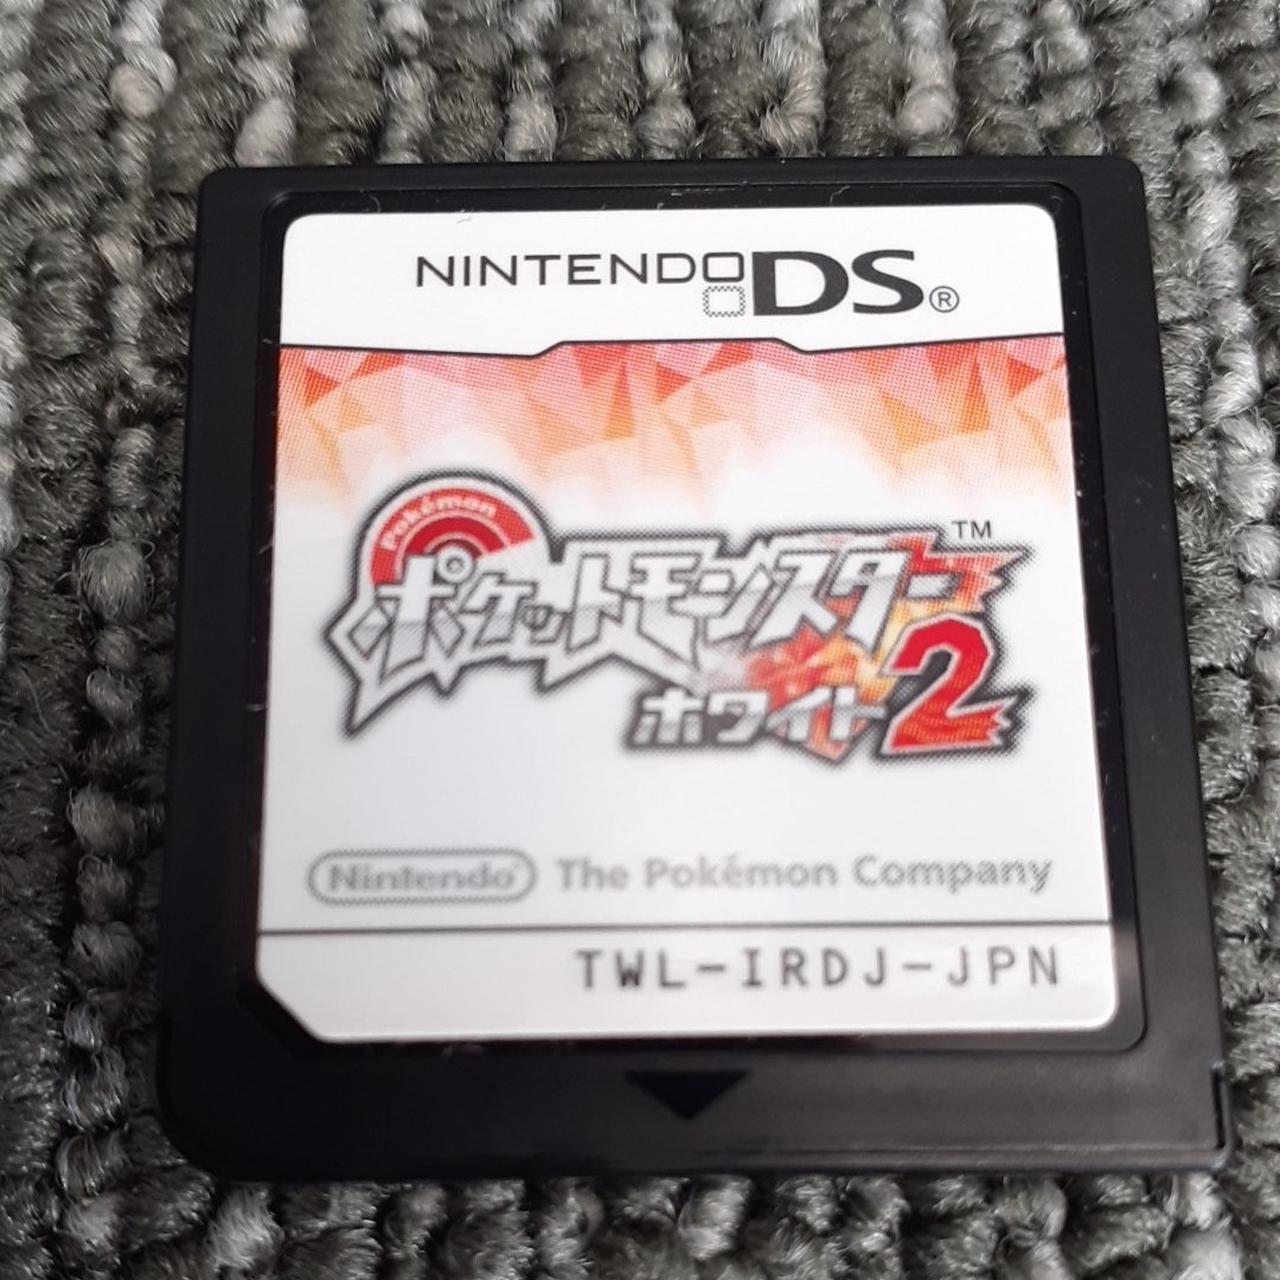 NINTENDO DS®
Pokémon
ポケットモンスター™
ホワイト2
Nintendo® The Pokémon Company
TWL-IRDJ-JPN